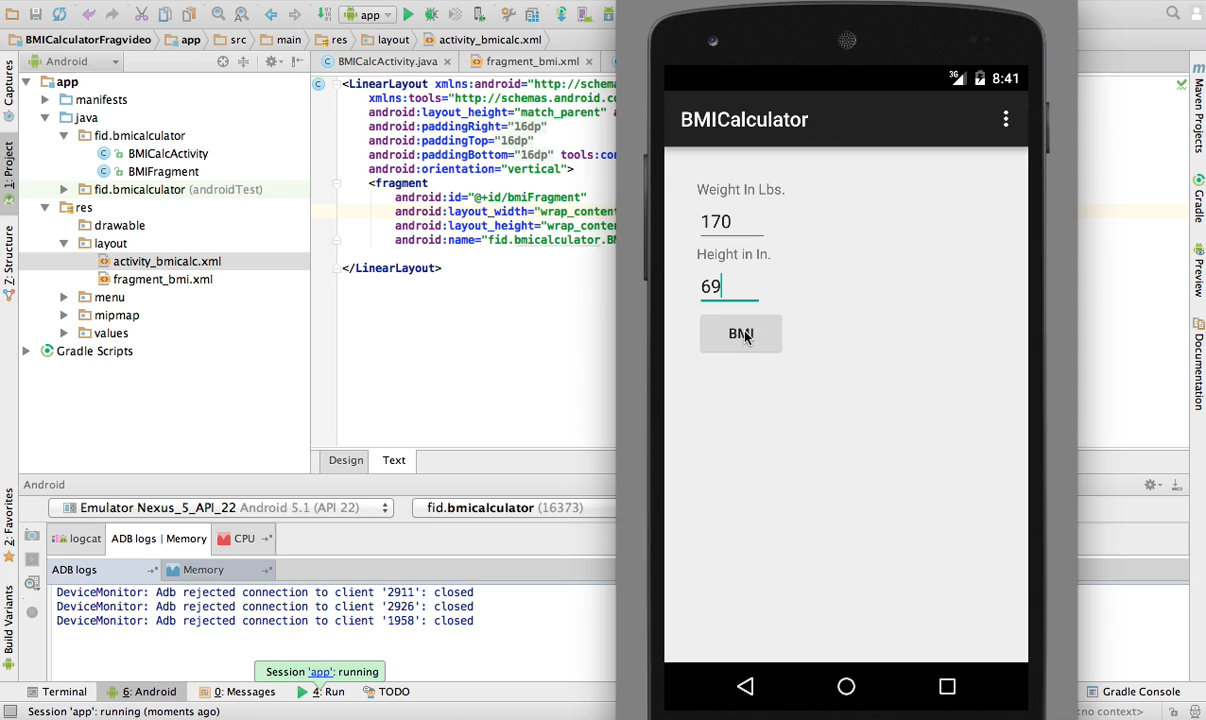 app
BMICalculatorFragvideo app src main res layout activity_bmicalc.xml
Android
BMICalcActivity.java
fragment_bmi.xml
app
manifests
java
fid.bmicalculator
BMICalcActivity
BMIFragment
fid.bmicalculator (androidTest)
res
drawable
layout
activity_bmicalc.xml
fragment_bmi.xml
menu
mipmap
values
Gradle Scripts
<LinearLayout xmlns:android="http://schema
xmlns:tools="http://schemas.android.co
android:layout_height="match_parent"
android:paddingRight="16dp"
android:paddingTop="16dp"
android:paddingBottom="16dp" tools:con
android:orientation="vertical">
<fragment
android:id="@+id/bmiFragment"
android:layout_width="wrap_content
android:layout_height="wrap_conte
android:name="fid.bmicalculator.BM
</LinearLayout>
Design Text
Captures
1: Project
Z: Structure
2: Favorites
Build Variants
Android
Emulator Nexus_5_API_22 Android 5.1 (API 22)
fid.bmicalculator (16373)
logcat
ADB logs | Memory
CPU
ADB logs
Memory
DeviceMonitor: Adb rejected connection to client '2911': closed
DeviceMonitor: Adb rejected connection to client '2926': closed
DeviceMonitor: Adb rejected connection to client '1958': closed
Session 'app': running
Terminal
6: Android
0: Messages
4: Run
TODO
Session 'app': running (moments ago)
3G 8:41
BMICalculator
Weight In Lbs.
170
Height in In.
69
BMI
m
Maven Projects
Gradle
Preview
Documentation
Gradle Console
<no context>